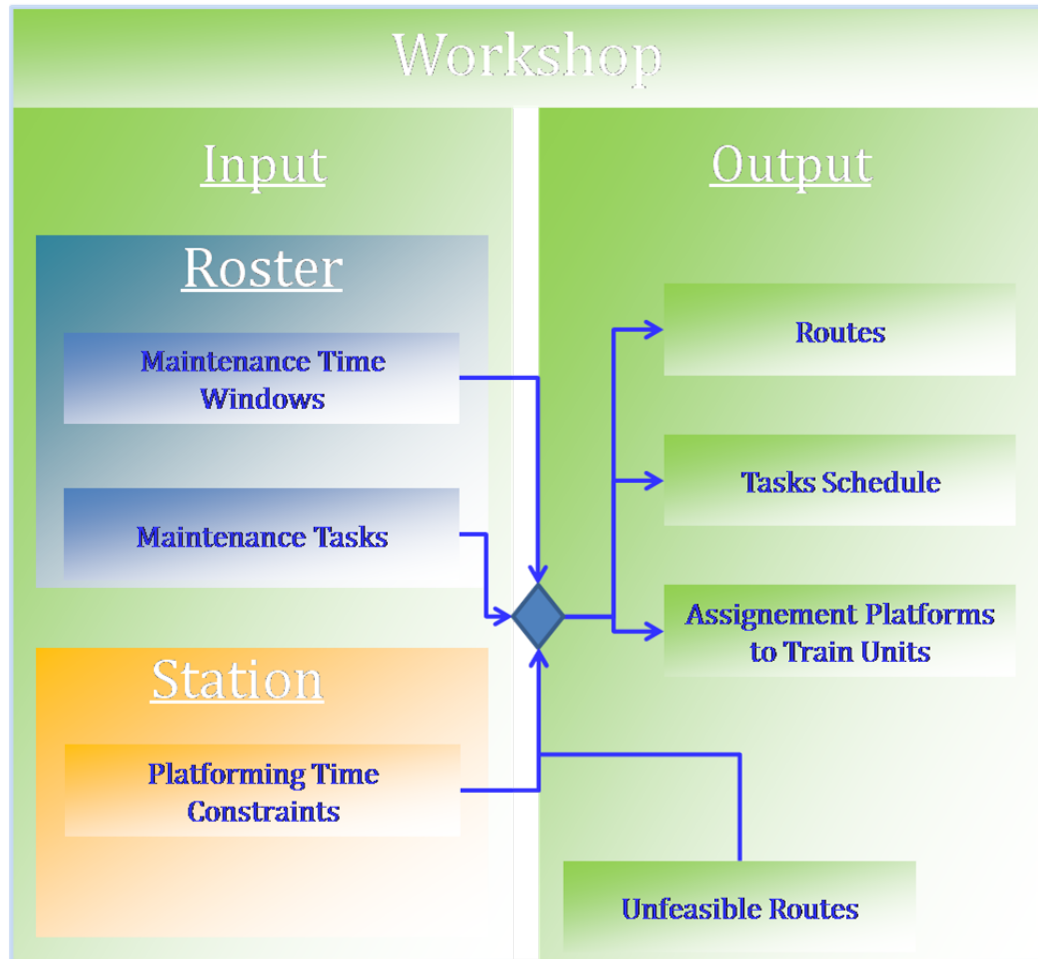 Workshop
Input
Roster
Maintenance Time
Windows
Maintenance Tasks
Station
Platforming Time
Constraints
Output
Routes
Tasks Schedule
Assignement Platforms
to Train Units
Unfeasible Routes